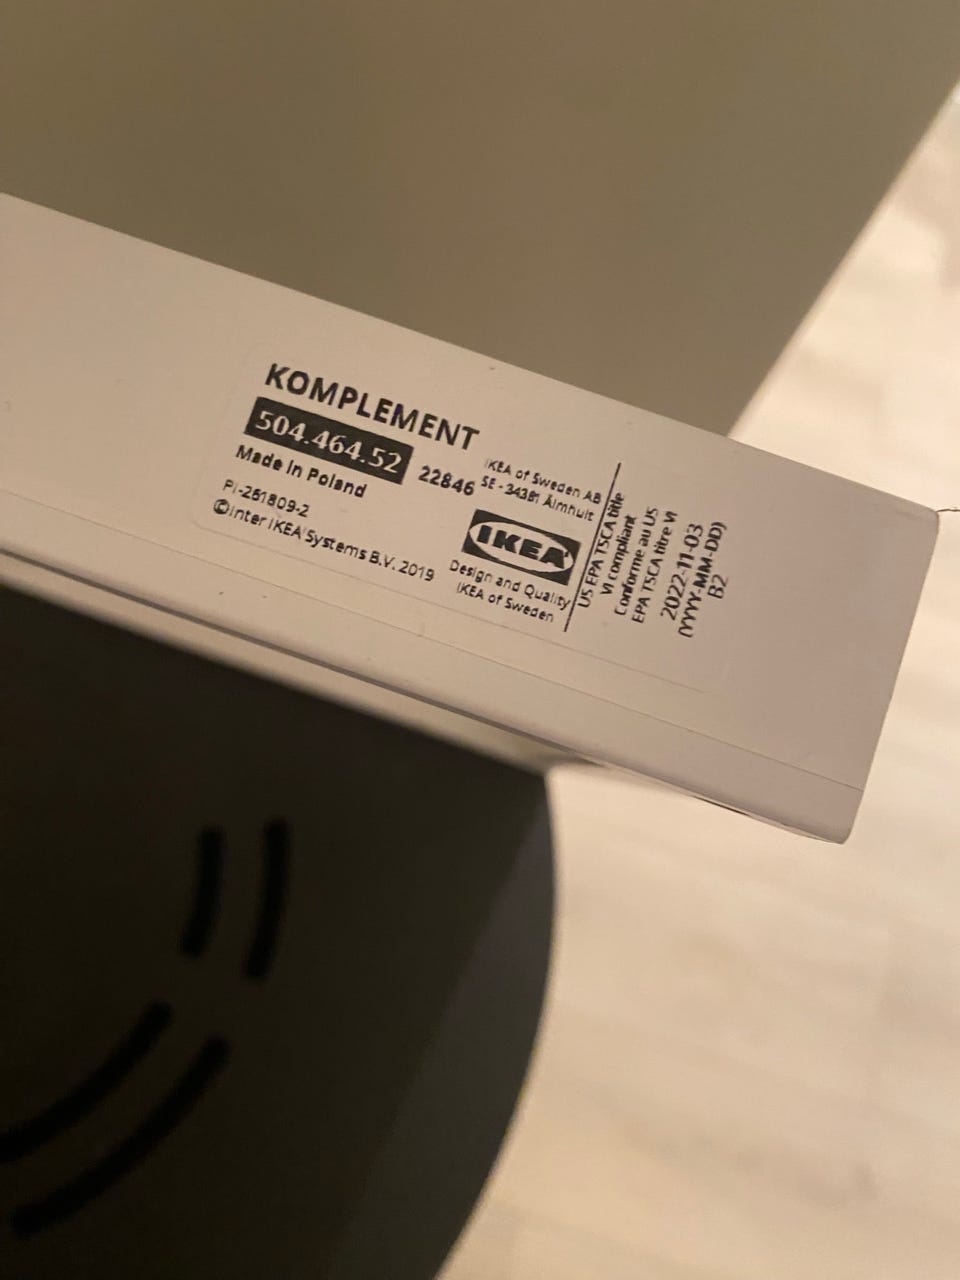 KOMPLEMENT
504.464.52
22846
Made in Poland
PI-261809-2
©Inter IKEA Systems B.V. 2019
IKEA of Sweden AB
SE - 34381 Älmhult
IKEA
Design and Quality
IKEA of Sweden
US EPA TSCA title
VI compliant
Conforme au US
EPA TSCA titre VI
2022-11-03
(YYYY-MM-DD)
B2